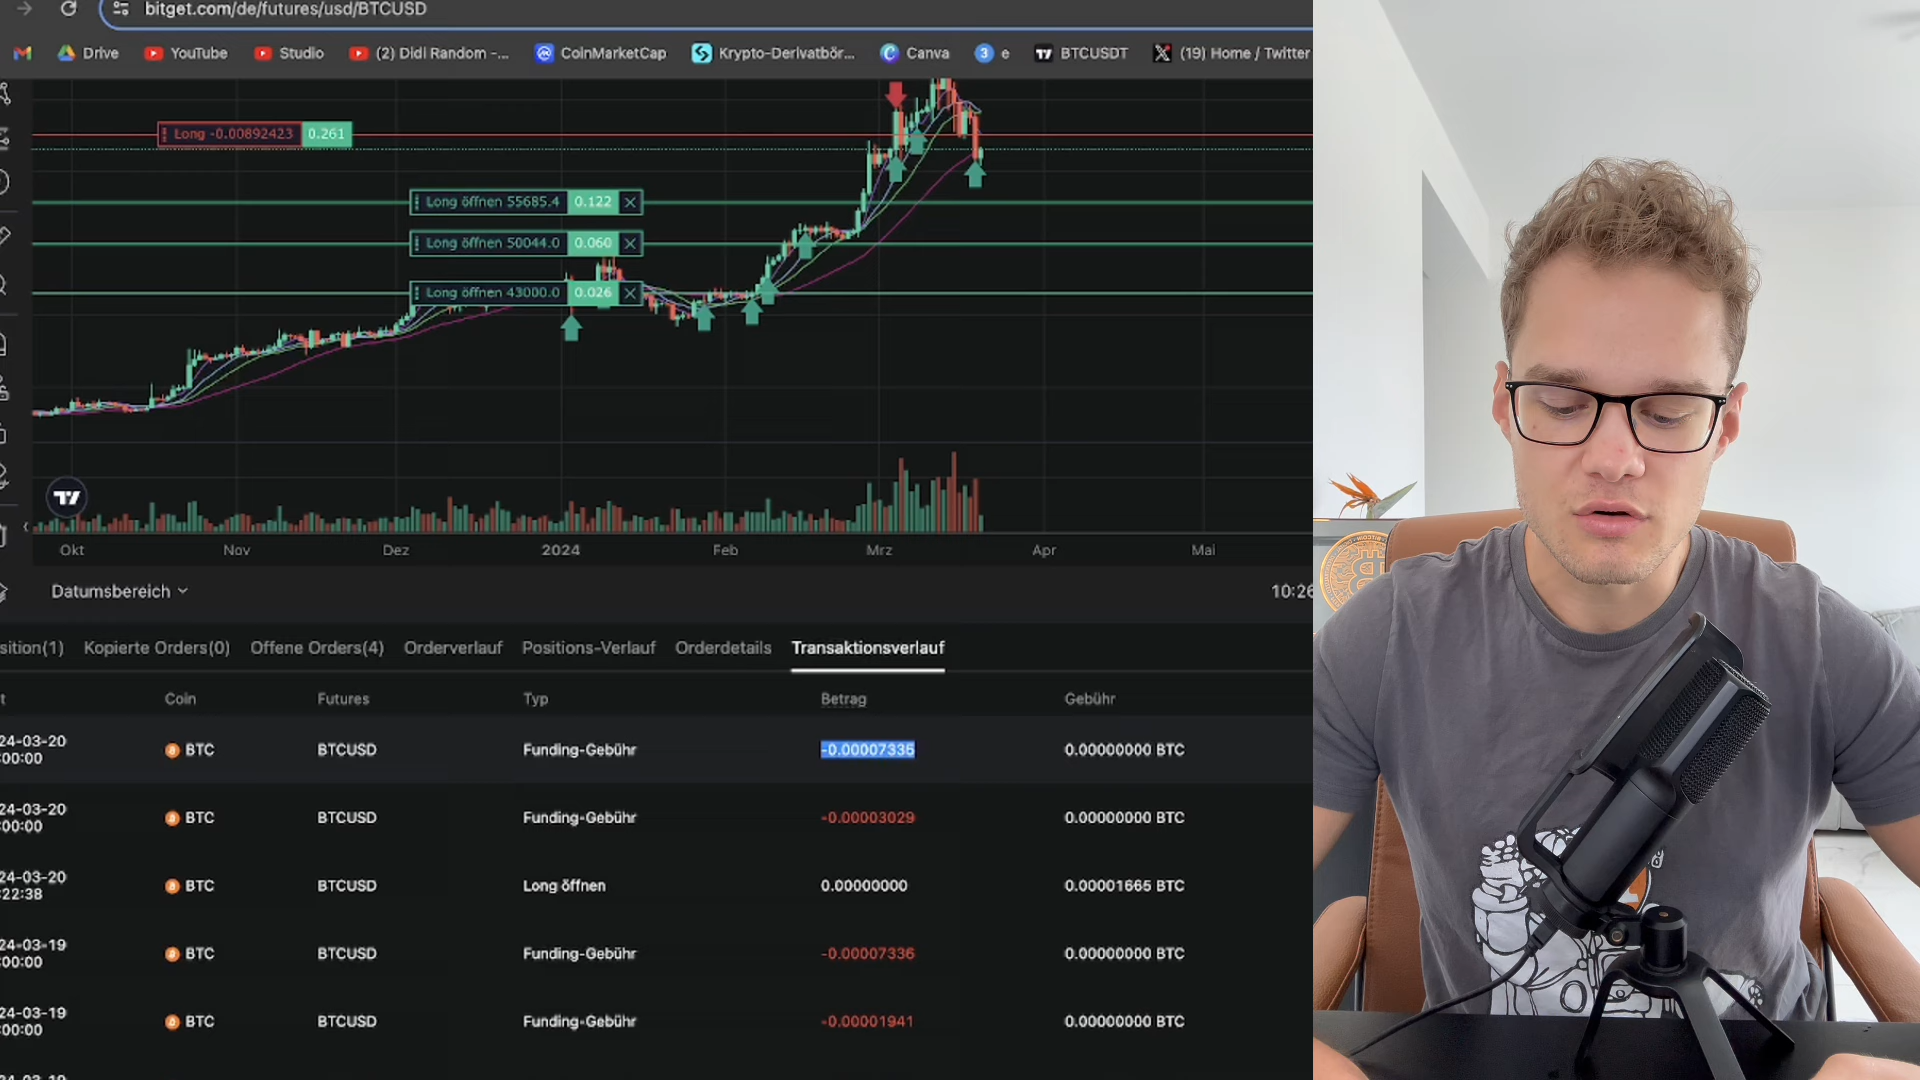 bitget.com/de/futures/usd/BTCUSD
Drive YouTube Studio (2) Didi Random -... CoinMarketCap Krypto-Derivatbör... Canva 3 e BTCUSDT (19) Home / Twitter
Long -0.00892423 0.261
Long öffnen 55685.4 0.122
Long öffnen 50044.0 0.060
Long öffnen 43000.0 0.026
Okt Nov Dez 2024 Feb Mrz Apr Mai
Datumsbereich 10:26
sition(1) Kopierte Orders(0) Offene Orders(4) Orderverlauf Positions-Verlauf Orderdetails Transaktionsverlauf
t Coin Futures Typ Betrag Gebühr
24-03-20
:00:00 BTC BTCUSD Funding-Gebühr -0.00007335 0.00000000 BTC
24-03-20
:00:00 BTC BTCUSD Funding-Gebühr -0.00003029 0.00000000 BTC
24-03-20
:22:38 BTC BTCUSD Long öffnen 0.00000000 0.00001665 BTC
24-03-19
:00:00 BTC BTCUSD Funding-Gebühr -0.00007336 0.00000000 BTC
24-03-19
:00:00 BTC BTCUSD Funding-Gebühr -0.00001941 0.00000000 BTC